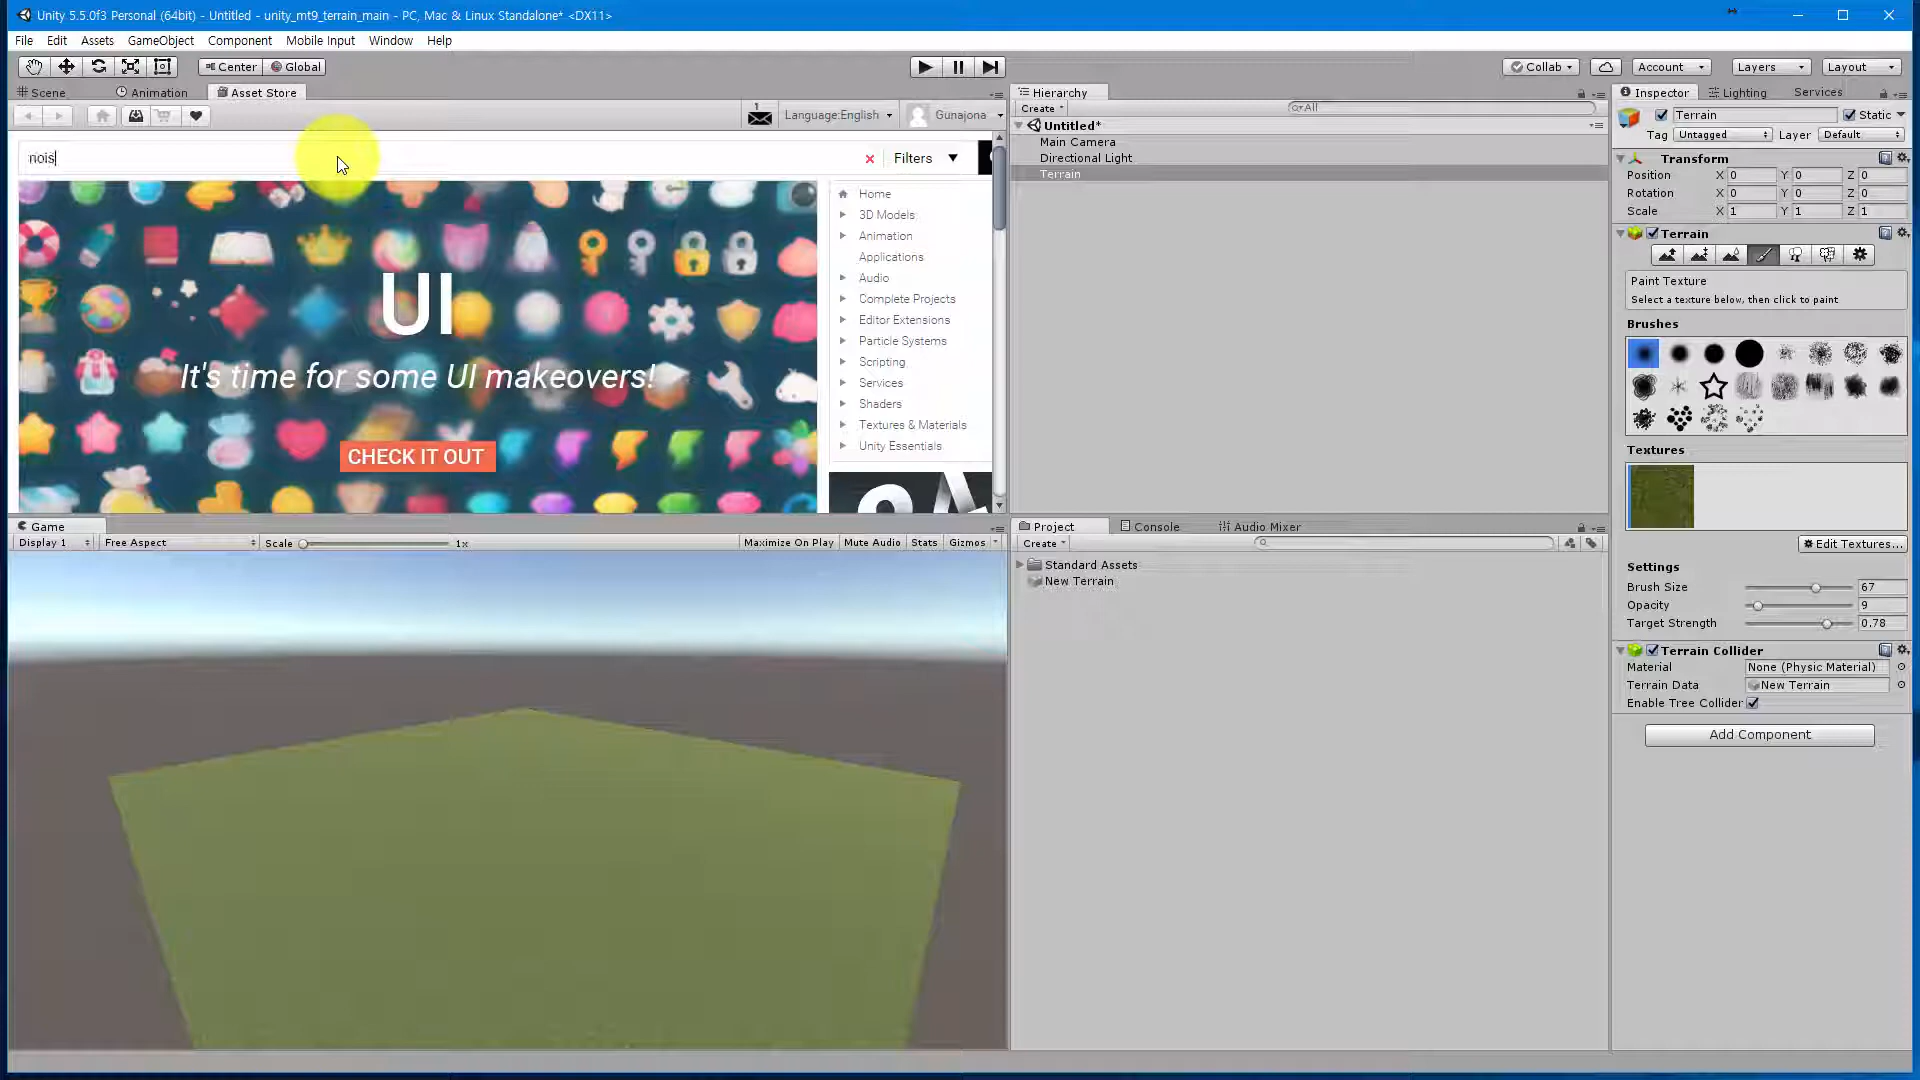 Unity 5.5.0f3 Personal (64bit) - Untitled - unity_mt9_terrain_main - PC, Mac & Linux Standalone* <DX11>
File Edit Assets GameObject Component Mobile Input Window Help
Center Global Collab Account Layers Layout
Scene Animation Asset Store
1 Language:English Gunajona
nois
Filters
UI
It's time for some UI makeovers!
CHECK IT OUT
Home
3D Models
Animation
Applications
Audio
Complete Projects
Editor Extensions
Particle Systems
Scripting
Services
Shaders
Textures & Materials
Unity Essentials
Game
Display 1 Free Aspect Scale 1x Maximize On Play Mute Audio Stats Gizmos
Hierarchy
Create All
Untitled*
Main Camera
Directional Light
Terrain
Project Console Audio Mixer
Create
Standard Assets
New Terrain
Inspector Lighting Services
Terrain Static
Tag Untagged Layer Default
Transform
Position X 0 Y 0 Z 0
Rotation X 0 Y 0 Z 0
Scale X 1 Y 1 Z 1
Terrain
Paint Texture
Select a texture below, then click to paint
Brushes
Textures
Edit Textures...
Settings
Brush Size 67
Opacity 9
Target Strength 0.78
Terrain Collider
Material None (Physic Material)
Terrain Data New Terrain
Enable Tree Collider
Add Component